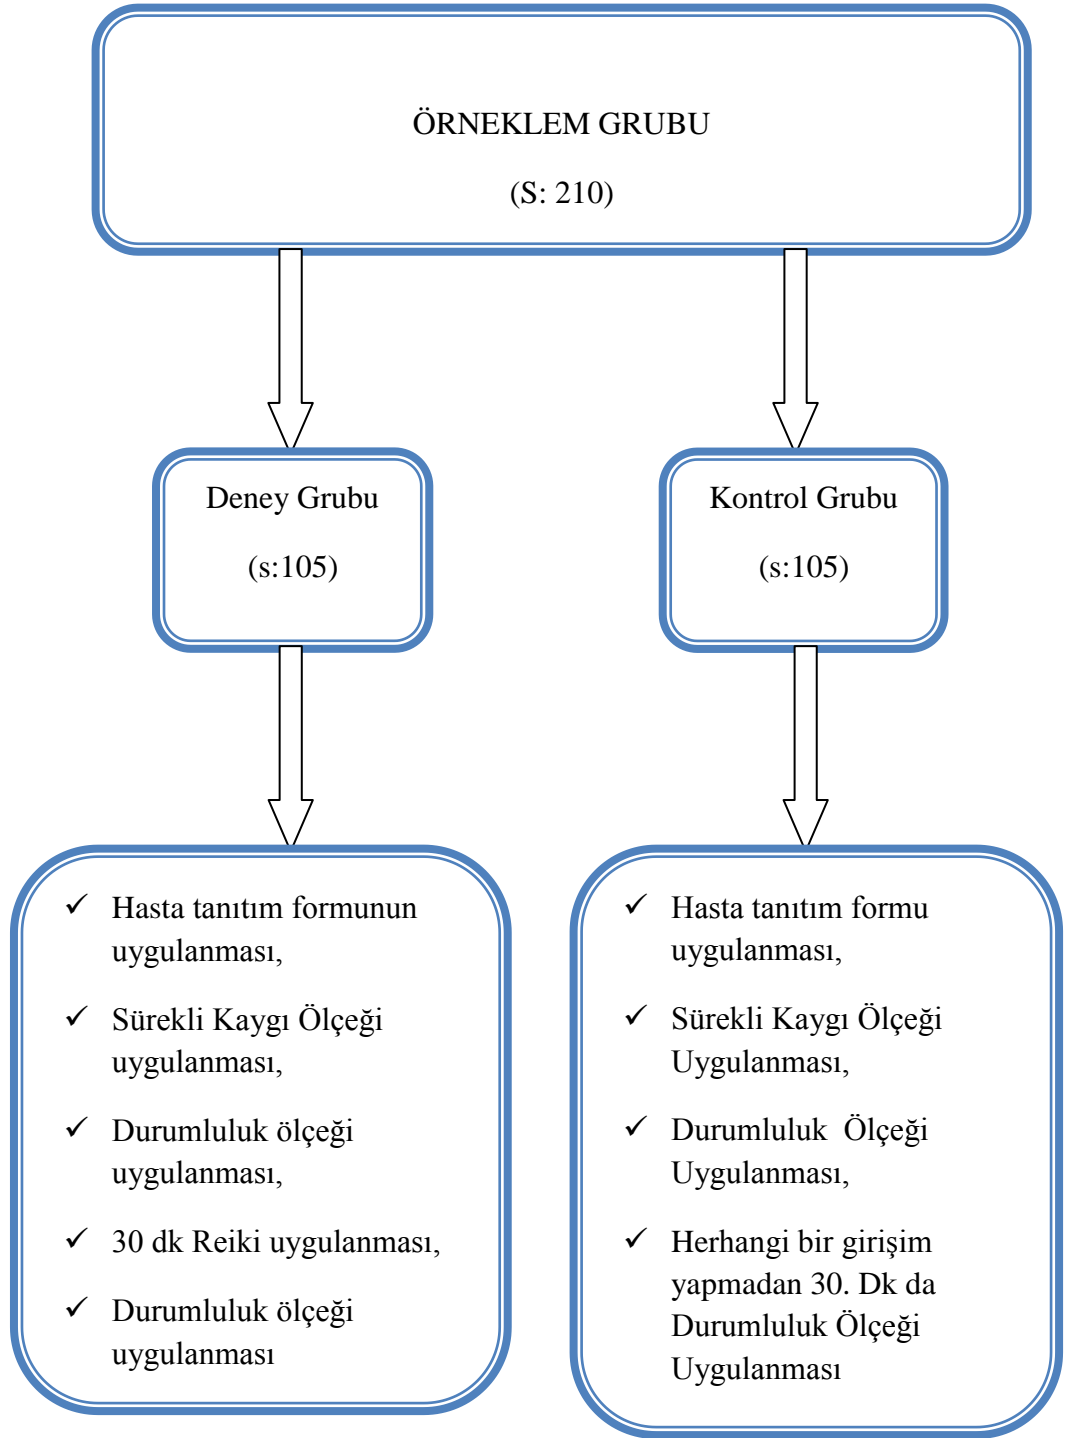 ÖRNEKLEM GRUBU
(S: 210)
Deney Grubu
(s:105)
Kontrol Grubu
(s:105)
✓ Hasta tanıtım formunun
uygulanması,
✓ Sürekli Kaygı Ölçeği
uygulanması,
✓ Durumluluk ölçeği
uygulanması,
✓ 30 dk Reiki uygulanması,
✓ Durumluluk ölçeği
uygulanması
✓ Hasta tanıtım formu
uygulanması,
✓ Sürekli Kaygı Ölçeği
Uygulanması,
✓ Durumluluk Ölçeği
Uygulanması,
✓ Herhangi bir girişim
yapmadan 30. Dk da
Durumluluk Ölçeği
Uygulanması